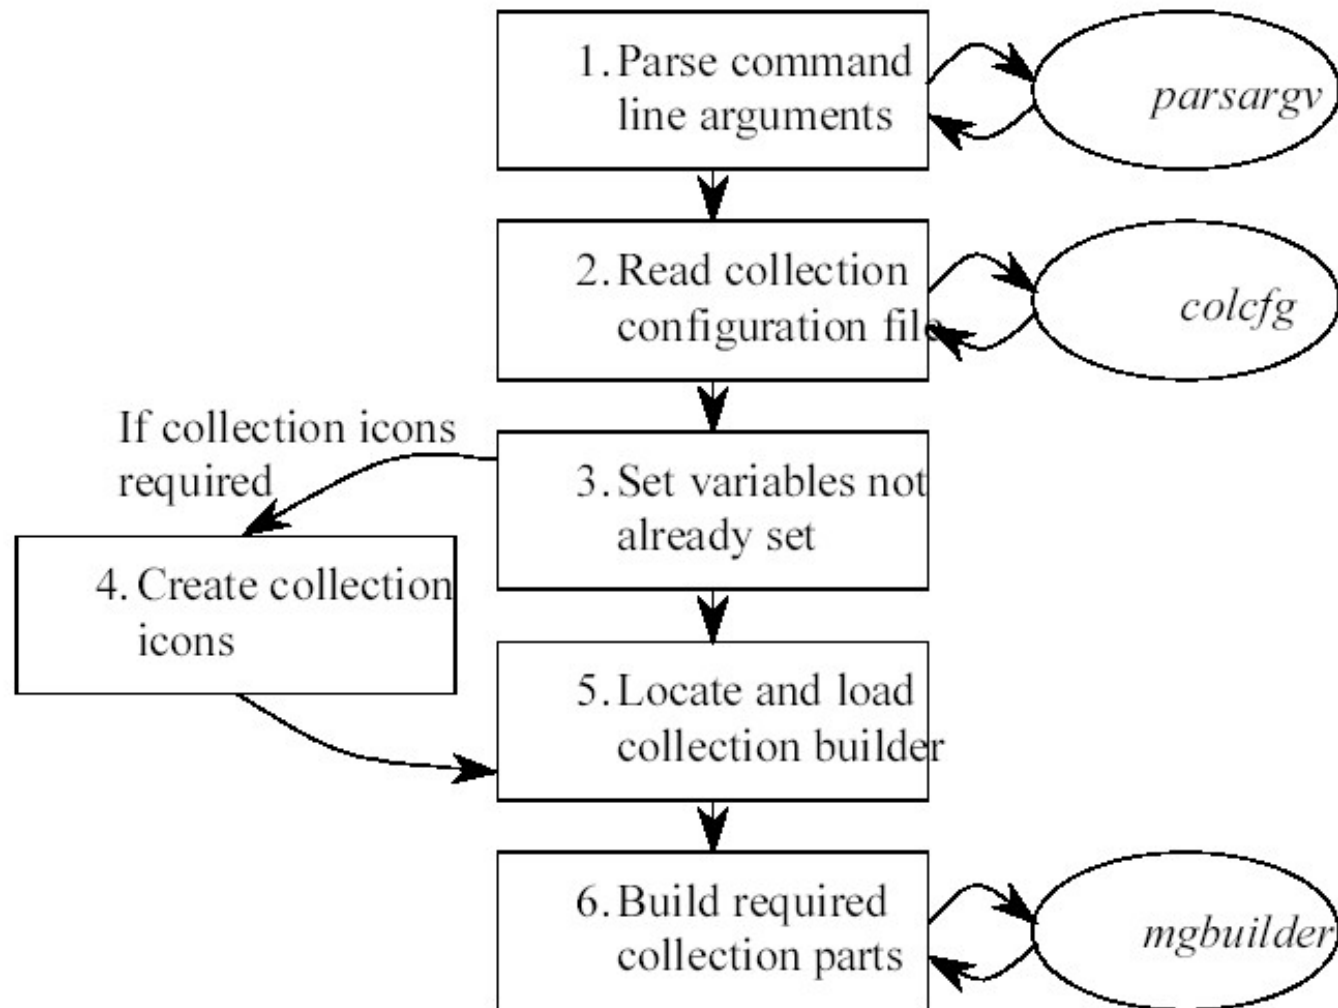 1. Parse command
line arguments
parsargv
2. Read collection
configuration file
colcfg
If collection icons
required
3. Set variables not
already set
4. Create collection
icons
5. Locate and load
collection builder
6. Build required
collection parts
mgbuilder